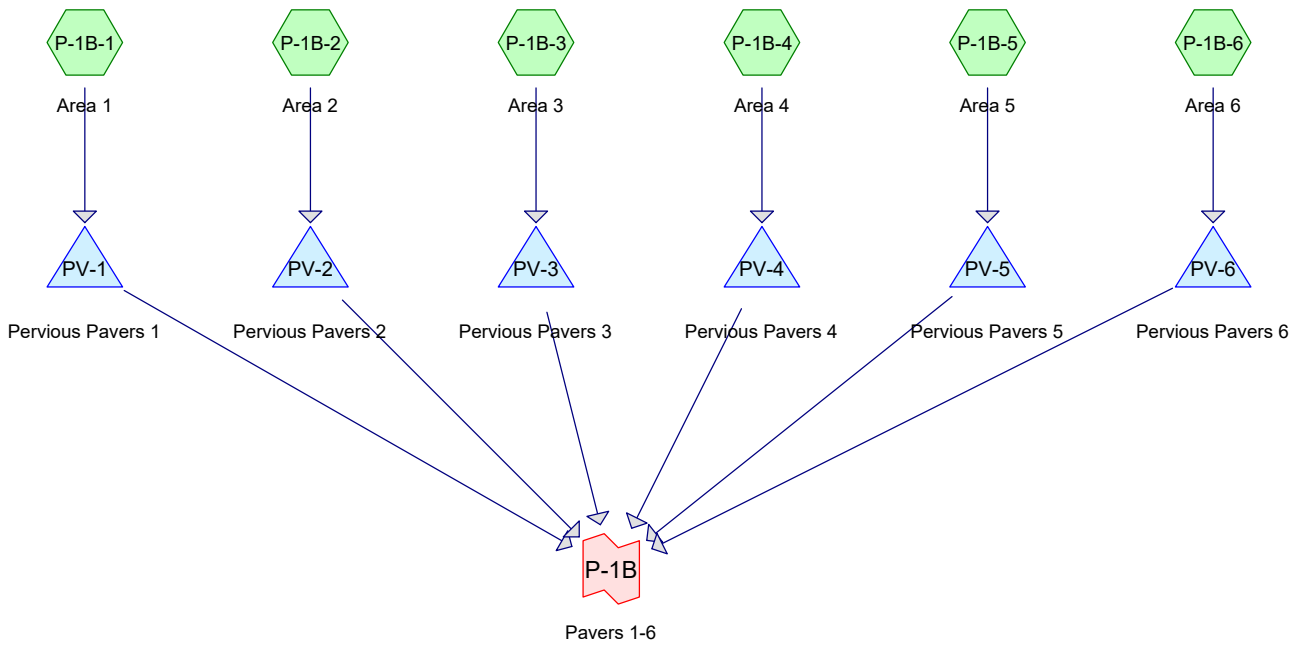 P-1B-1
P-1B-2
P-1B-3
P-1B-4
P-1B-5
P-1B-6
Area 1
Area 2
Area 3
Area 4
Area 5
Area 6
PV-1
PV-2
PV-3
PV-4
PV-5
PV-6
Pervious Pavers 1
Pervious Pavers 2
Pervious Pavers 3
Pervious Pavers 4
Pervious Pavers 5
Pervious Pavers 6
P-1B
Pavers 1-6